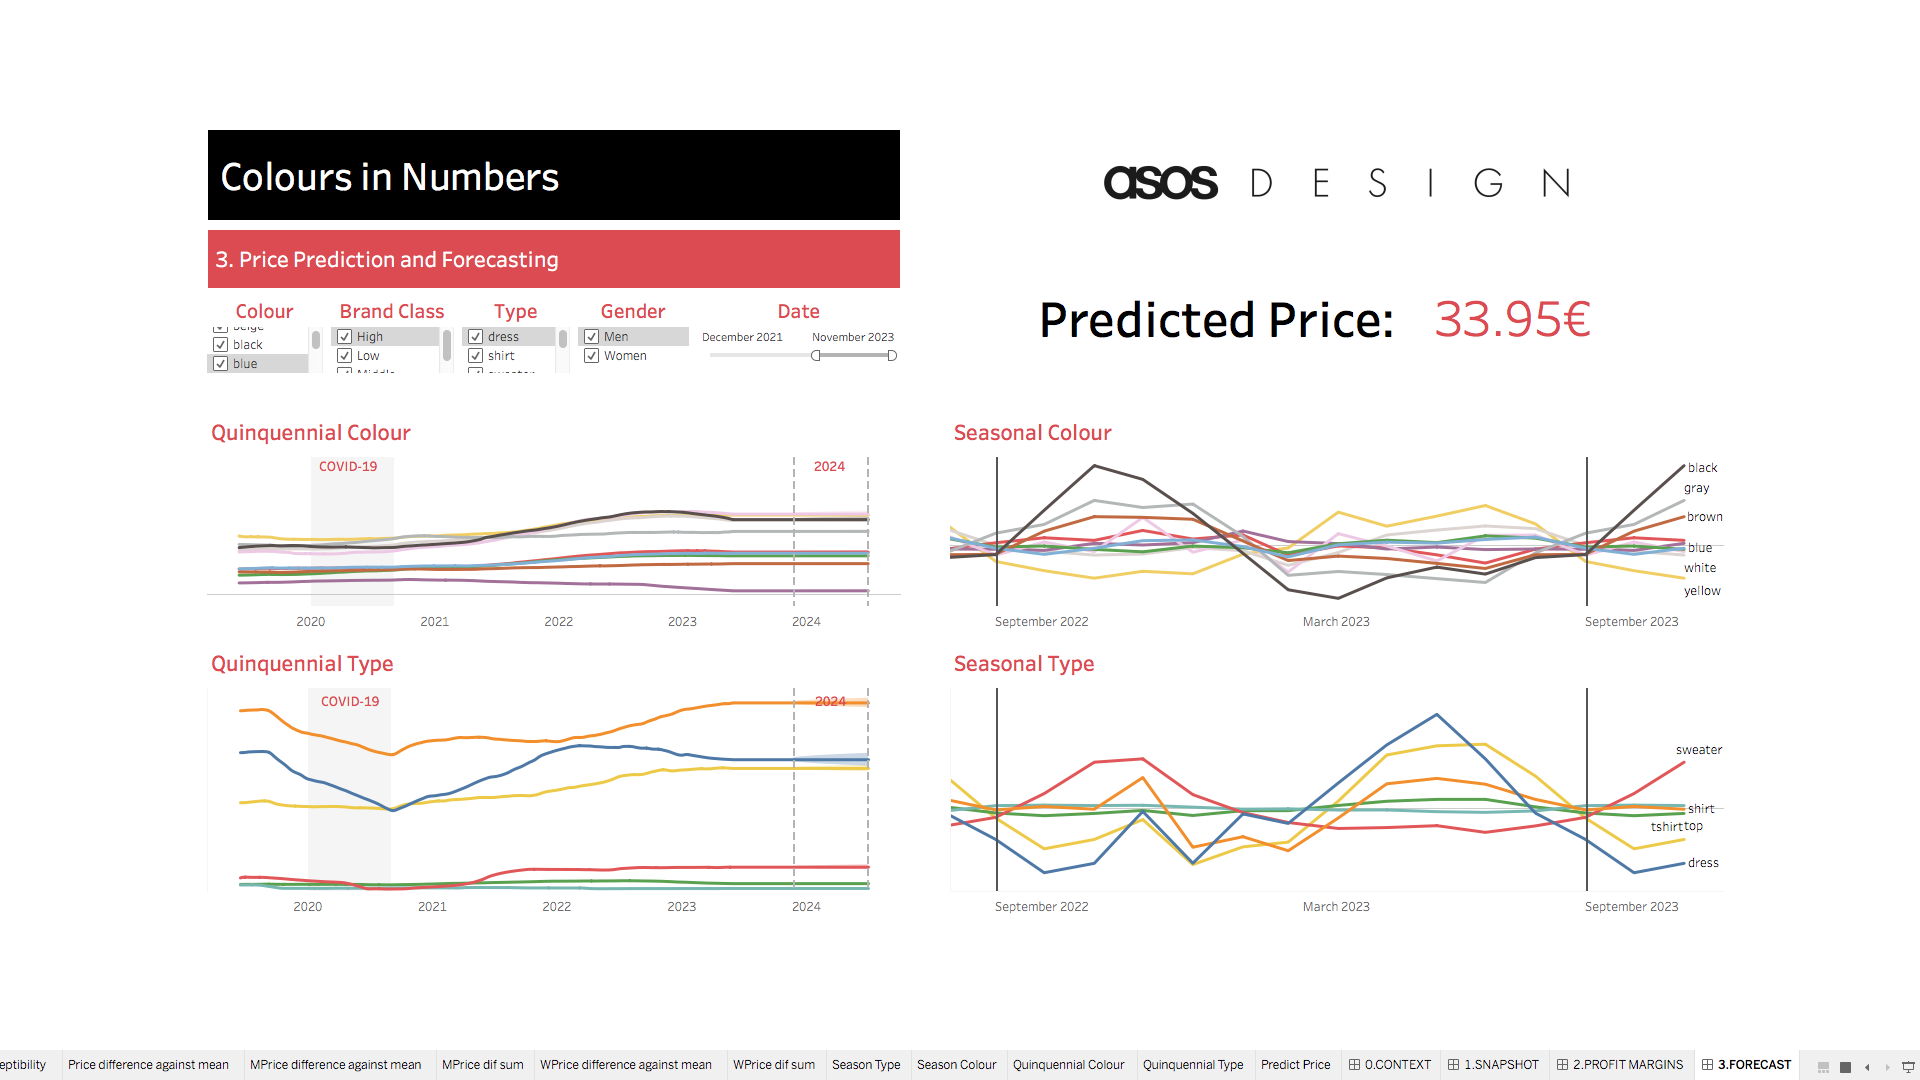 Colours in Numbers
asos DESIGN
3. Price Prediction and Forecasting
Predicted Price: 33.95€
Colour
Brand Class
Type
Gender
Date
beige
black
blue
High
Low
Middle
dress
shirt
sweater
Men
Women
December 2021
November 2023
Quinquennial Colour
COVID-19
2024
2020
2021
2022
2023
2024
Seasonal Colour
black
gray
brown
blue
white
yellow
September 2022
March 2023
September 2023
Quinquennial Type
COVID-19
2024
2020
2021
2022
2023
2024
Seasonal Type
sweater
shirt
tshirt top
dress
September 2022
March 2023
September 2023
eptibility
Price difference against mean
MPrice difference against mean
MPrice dif sum
WPrice difference against mean
WPrice dif sum
Season Type
Season Colour
Quinquennial Colour
Quinquennial Type
Predict Price
0.CONTEXT
1.SNAPSHOT
2.PROFIT MARGINS
3.FORECAST